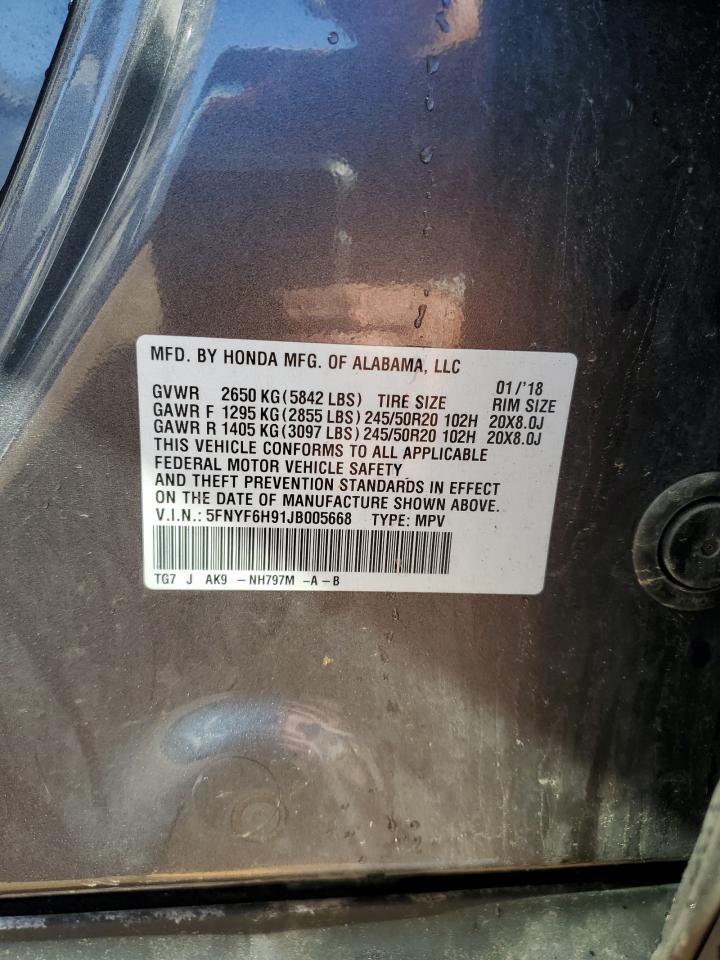 MFD. BY HONDA MFG. OF ALABAMA, LLC
01/'18
GVWR 2650 KG (5842 LBS) TIRE SIZE RIM SIZE
GAWR F 1295 KG (2855 LBS) 245/50R20 102H 20X8.0J
GAWR R 1405 KG (3097 LBS) 245/50R20 102H 20X8.0J
THIS VEHICLE CONFORMS TO ALL APPLICABLE
FEDERAL MOTOR VEHICLE SAFETY
AND THEFT PREVENTION STANDARDS IN EFFECT
ON THE DATE OF MANUFACTURE SHOWN ABOVE.
V.I.N.: 5FNYF6H91JB005668 TYPE: MPV
TG7 J AK9 -NH797M -A-B